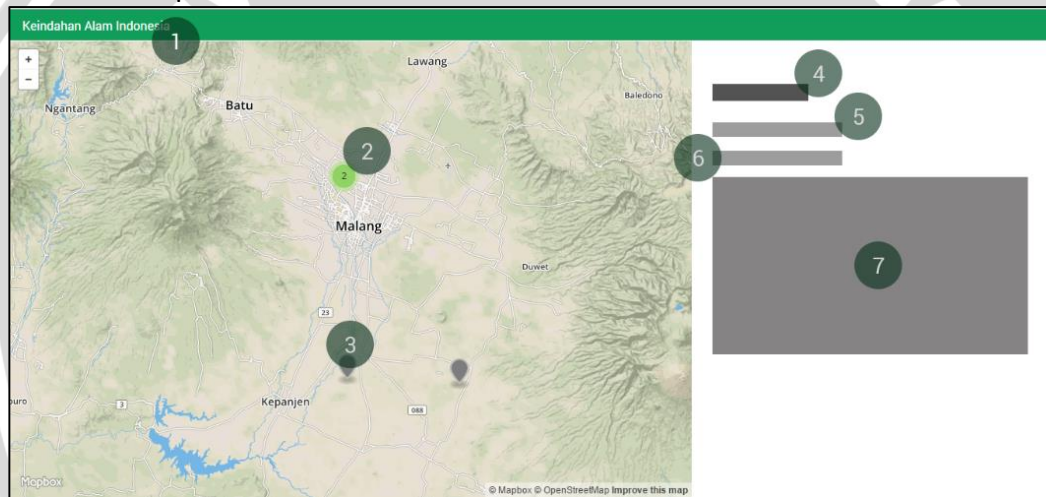 Keindahan Alam Indonesia
1
+
-
Lawang
4
Baledono
Ngantang
Batu
5
2
6
2
Malang
Duwet
7
23
3
Kepanjen
3
088
Mapbox
© Mapbox © OpenStreetMap Improve this map